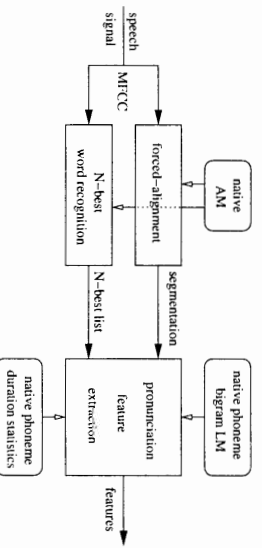 speech
signal
MFCC
native
AM
forced-alignment
N-best
word recognition
segmentation
N-best list
native phoneme
bigram LM
pronunciation
feature
extraction
native phoneme
duration statistics
features